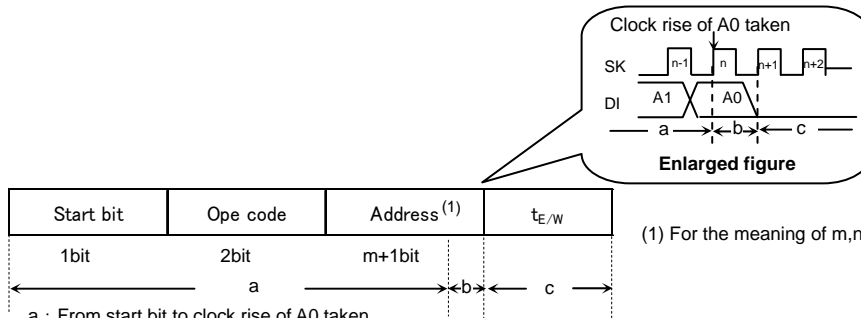 Clock rise of A0 taken
SK n-1 n n+1 n+2
DI A1 A0
a b c
Enlarged figure
Start bit Ope code Address(1) tE/W
1bit 2bit m+1bit
(1) For the meaning of m,n
a b c
a : From start bit to clock rise of A0 taken